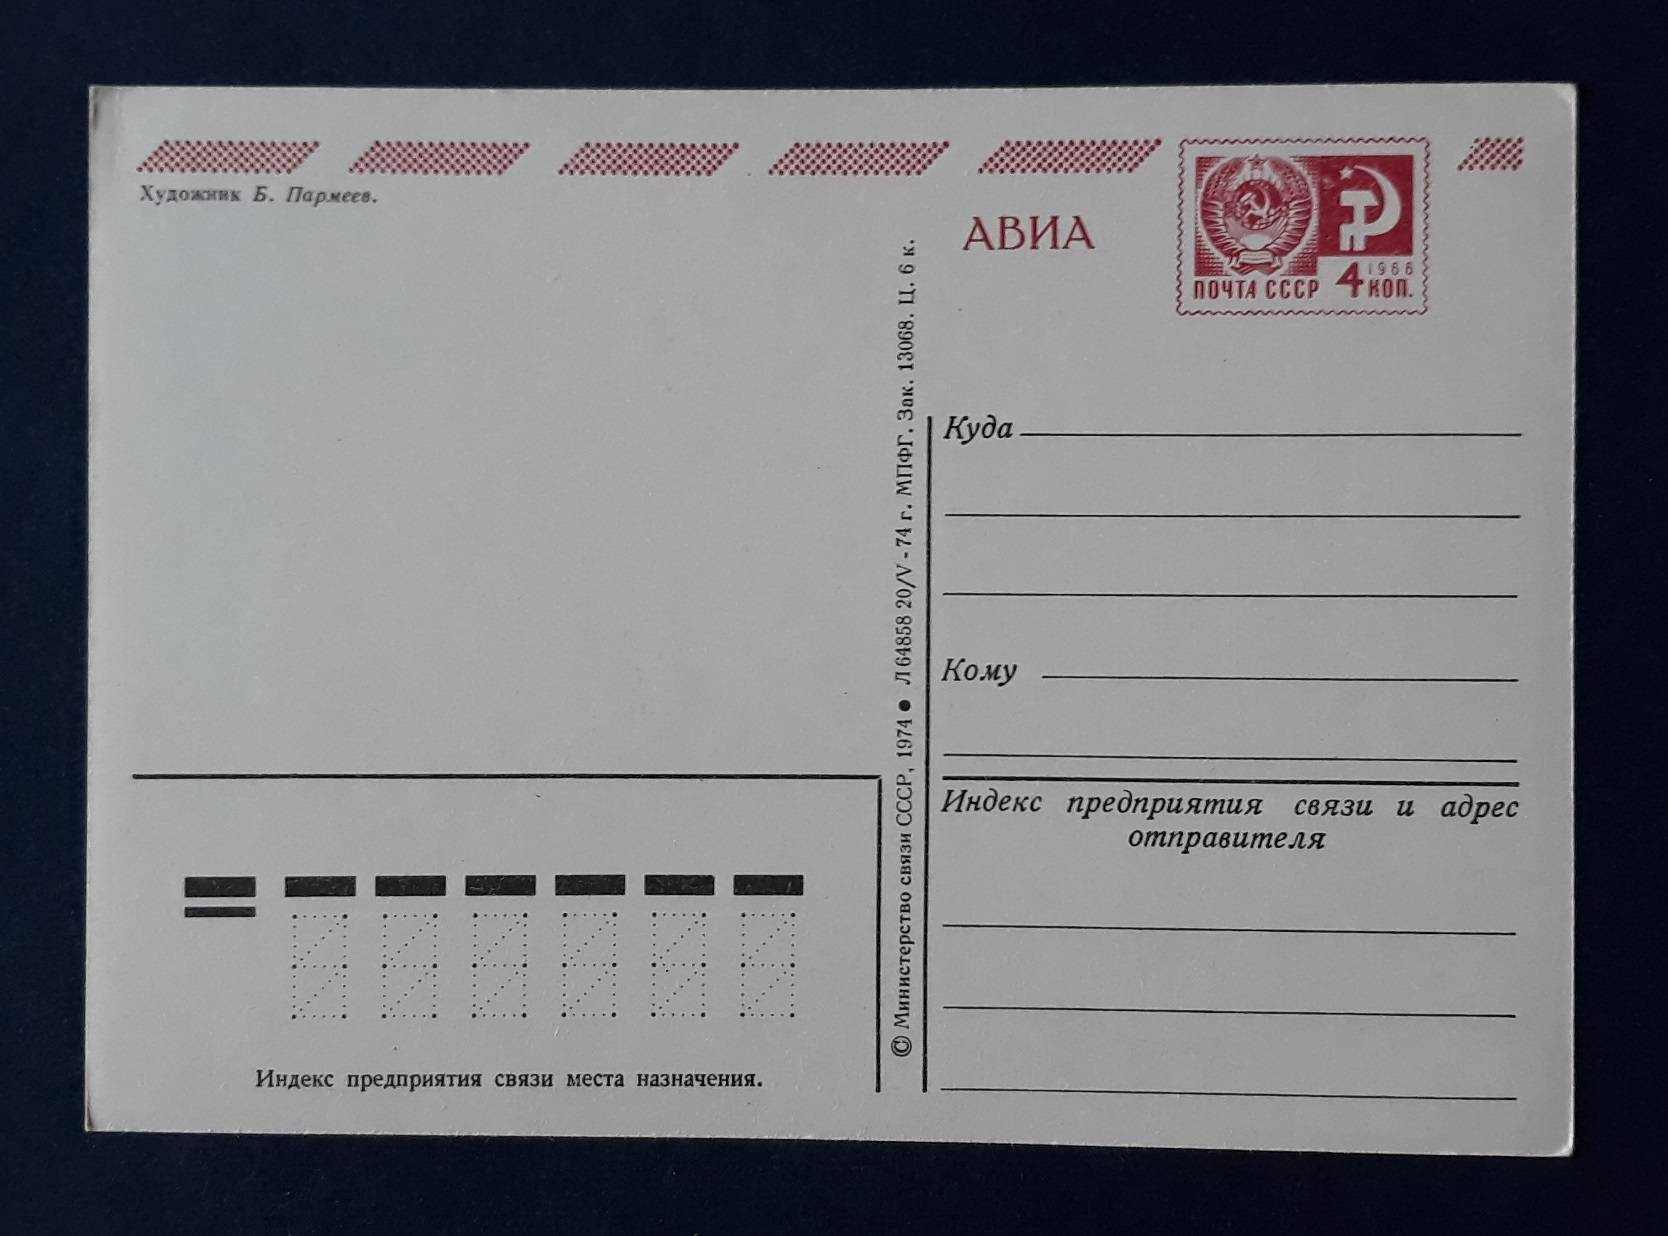 Художник Б. Пармеев.
АВИА
ПОЧТА СССР 4 1966 КОП.
Куда
Кому
Индекс предприятия связи и адрес
отправителя
© Министерство связи СССР, 1974 ● Л 64858 20/V - 74 г. МПФГ. Зак. 13068. Ц. 6 к.
Индекс предприятия связи места назначения.